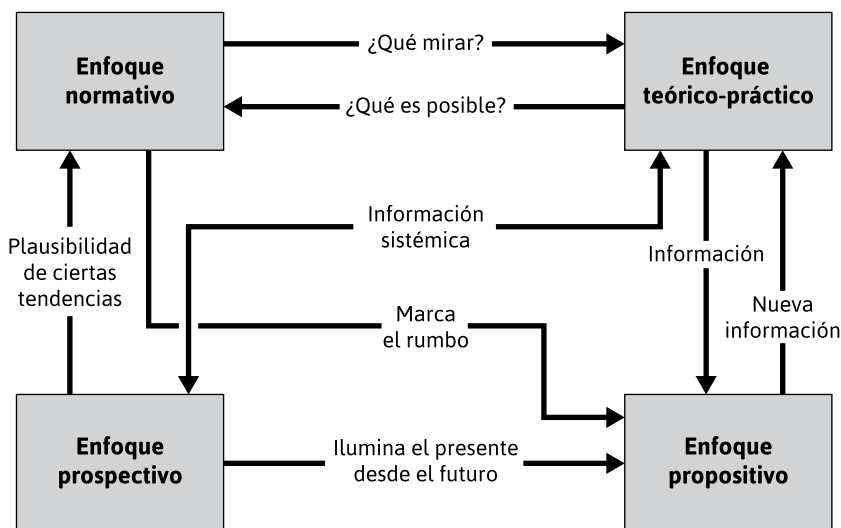 Enfoque
normativo
¿Qué mirar?
Enfoque
teórico-práctico
¿Qué es posible?
Información
sistémica
Plausibilidad
de ciertas
tendencias
Información
Marca
el rumbo
Nueva
información
Enfoque
prospectivo
Ilumina el presente
desde el futuro
Enfoque
propositivo